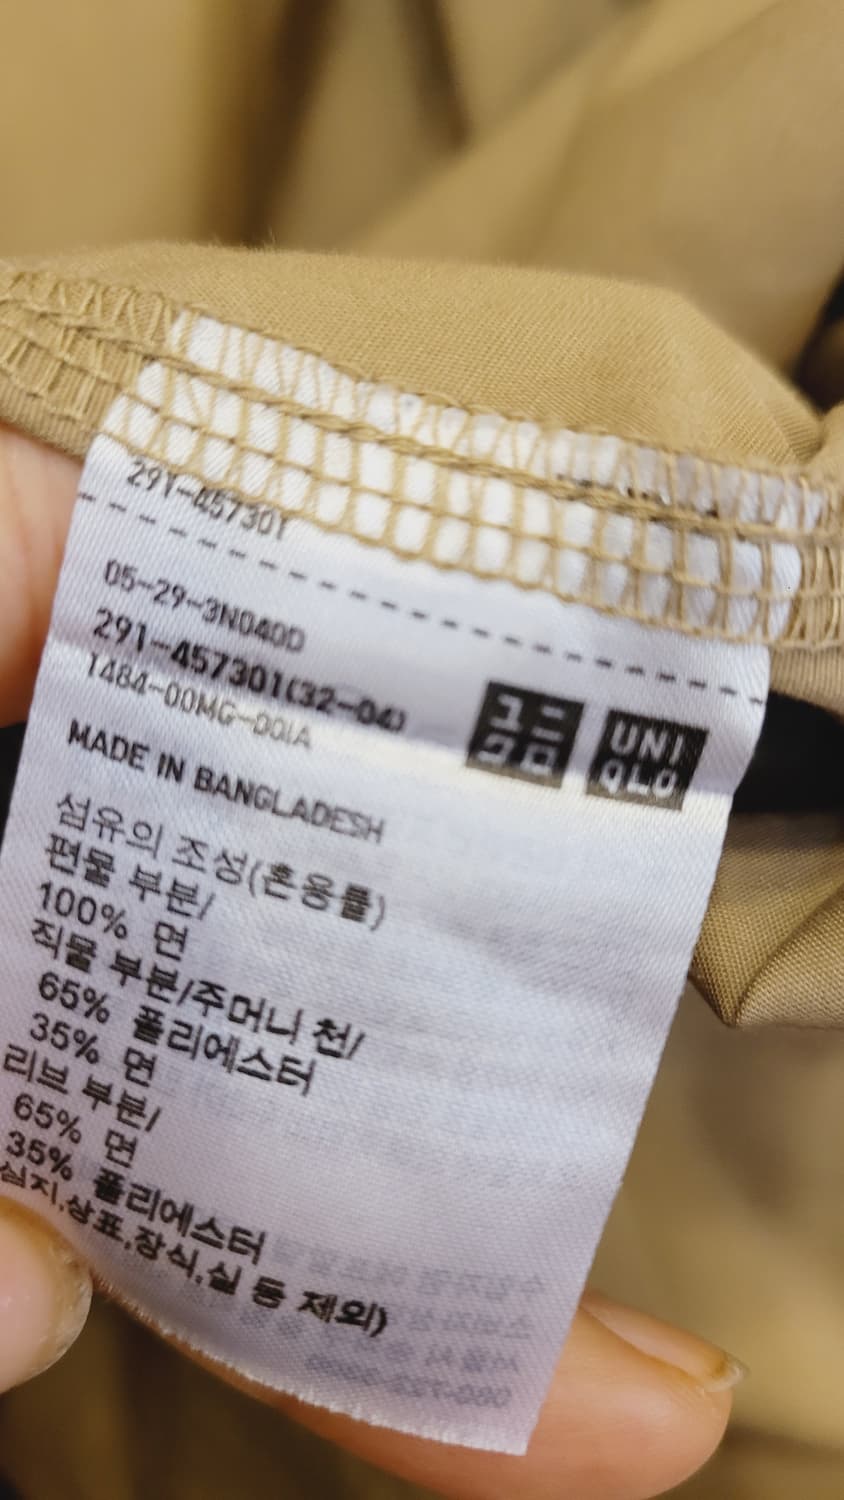 291-457301
05-29-3N040D
291-457301(32-04)
1484-00MG-00IA
ユニ
クロ
UNI
QLO
MADE IN BANGLADESH
섬유의 조성(혼용률)
편물 부분/
100% 면
직물 부분/주머니 천/
65% 폴리에스터
35% 면
리브 부분/
65% 면
35% 폴리에스터
심지,상표,장식,실 등 제외)